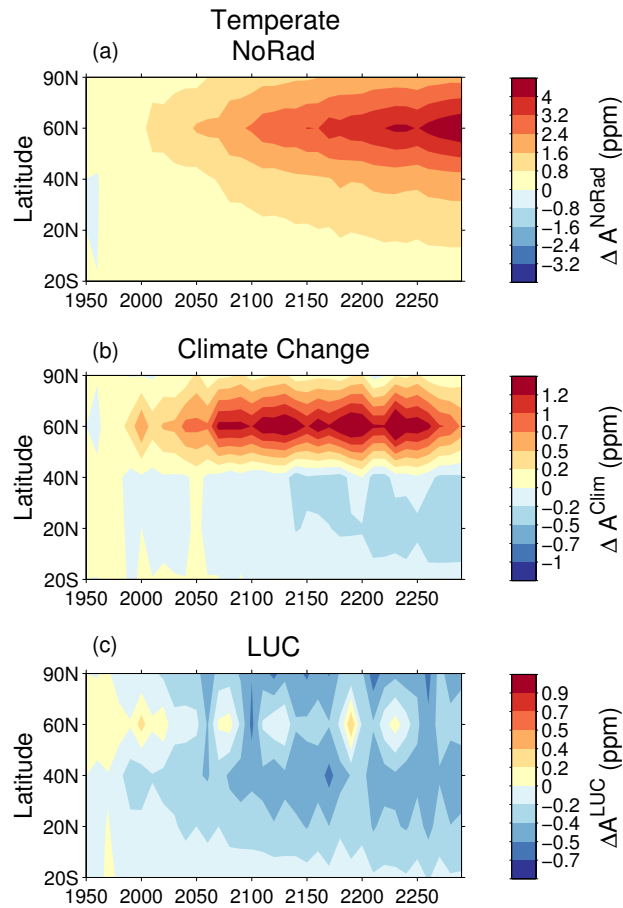 Temperate
(a) NoRad
90N
60N
40N
20N
20S
Latitude
1950 2000 2050 2100 2150 2200 2250
4
3.2
2.4
1.6
0.8
0
−0.8
−1.6
−2.4
−3.2
Δ A^NoRad (ppm)
(b) Climate Change
90N
60N
40N
20N
20S
Latitude
1950 2000 2050 2100 2150 2200 2250
1.2
1
0.7
0.5
0.2
0
−0.2
−0.5
−0.7
−1
Δ A^Clim (ppm)
(c) LUC
90N
60N
40N
20N
20S
Latitude
1950 2000 2050 2100 2150 2200 2250
0.9
0.7
0.5
0.4
0.2
0
−0.2
−0.4
−0.5
−0.7
ΔA^LUC (ppm)